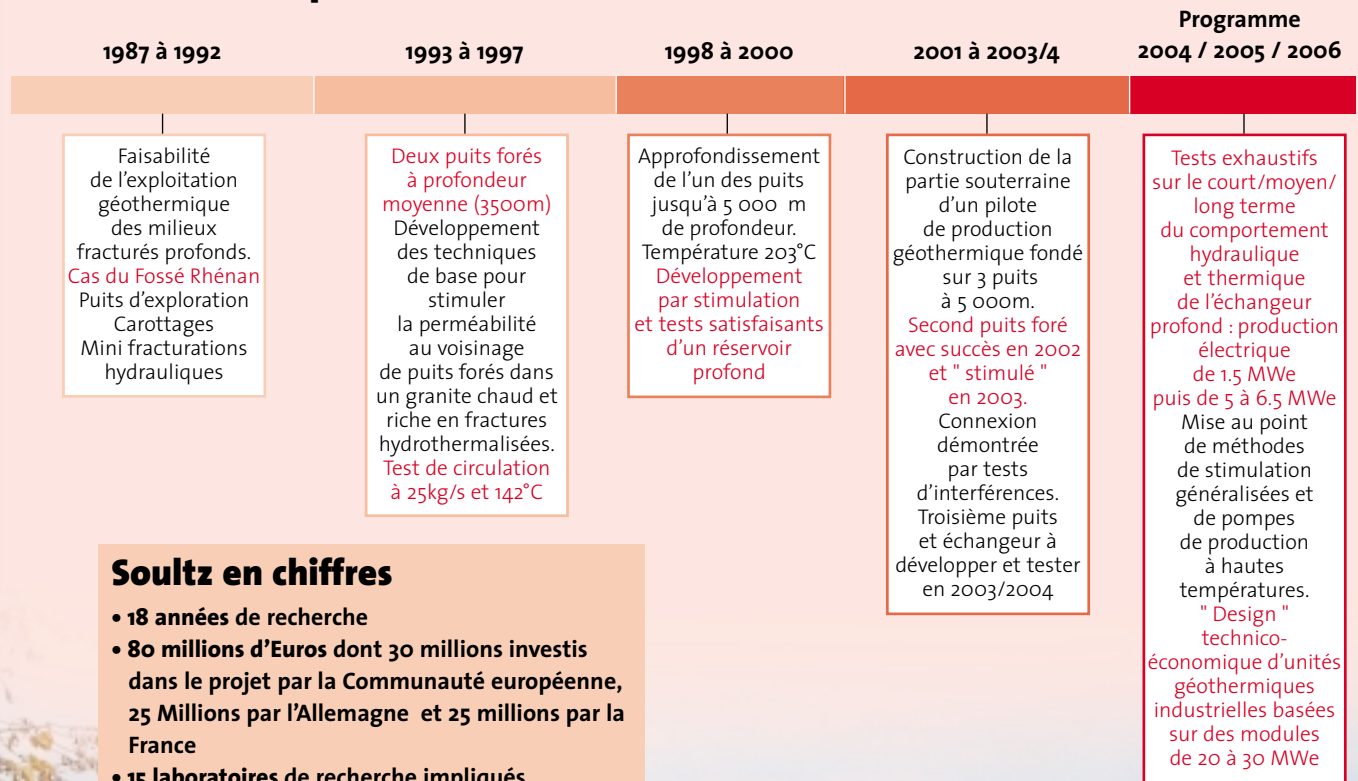 1987 à 1992
Faisabilité
de l'exploitation
géothermique
des milieux
fracturés profonds.
Cas du Fossé Rhénan
Puits d'exploration
Carottages
Mini fracturations
hydrauliques
1993 à 1997
Deux puits forés
à profondeur
moyenne (3500m)
Développement
des techniques
de base pour
stimuler
la perméabilité
au voisinage
de puits forés dans
un granite chaud et
riche en fractures
hydrothermalisées.
Test de circulation
à 25kg/s et 142°C
1998 à 2000
Approfondissement
de l'un des puits
jusqu'à 5 000 m
de profondeur.
Température 203°C
Développement
par stimulation
et tests satisfaisants
d'un réservoir
profond
2001 à 2003/4
Construction de la
partie souterraine
d'un pilote
de production
géothermique fondé
sur 3 puits
à 5 000m.
Second puits foré
avec succès en 2002
et " stimulé "
en 2003.
Connexion
démontrée
par tests
d'interférences.
Troisième puits
et échangeur à
développer et tester
en 2003/2004
Programme
2004 / 2005 / 2006
Tests exhaustifs
sur le court/moyen/
long terme
du comportement
hydraulique
et thermique
de l'échangeur
profond : production
électrique
de 1.5 MWe
puis de 5 à 6.5 MWe
Mise au point
de méthodes
de stimulation
généralisées et
de pompes
de production
à hautes
températures.
" Design "
technico-
économique d'unités
géothermiques
industrielles basées
sur des modules
de 20 à 30 MWe
Soultz en chiffres
• 18 années de recherche
• 80 millions d'Euros dont 30 millions investis
dans le projet par la Communauté européenne,
25 Millions par l'Allemagne et 25 millions par la
France
• 15 laboratoires de recherche impliqués